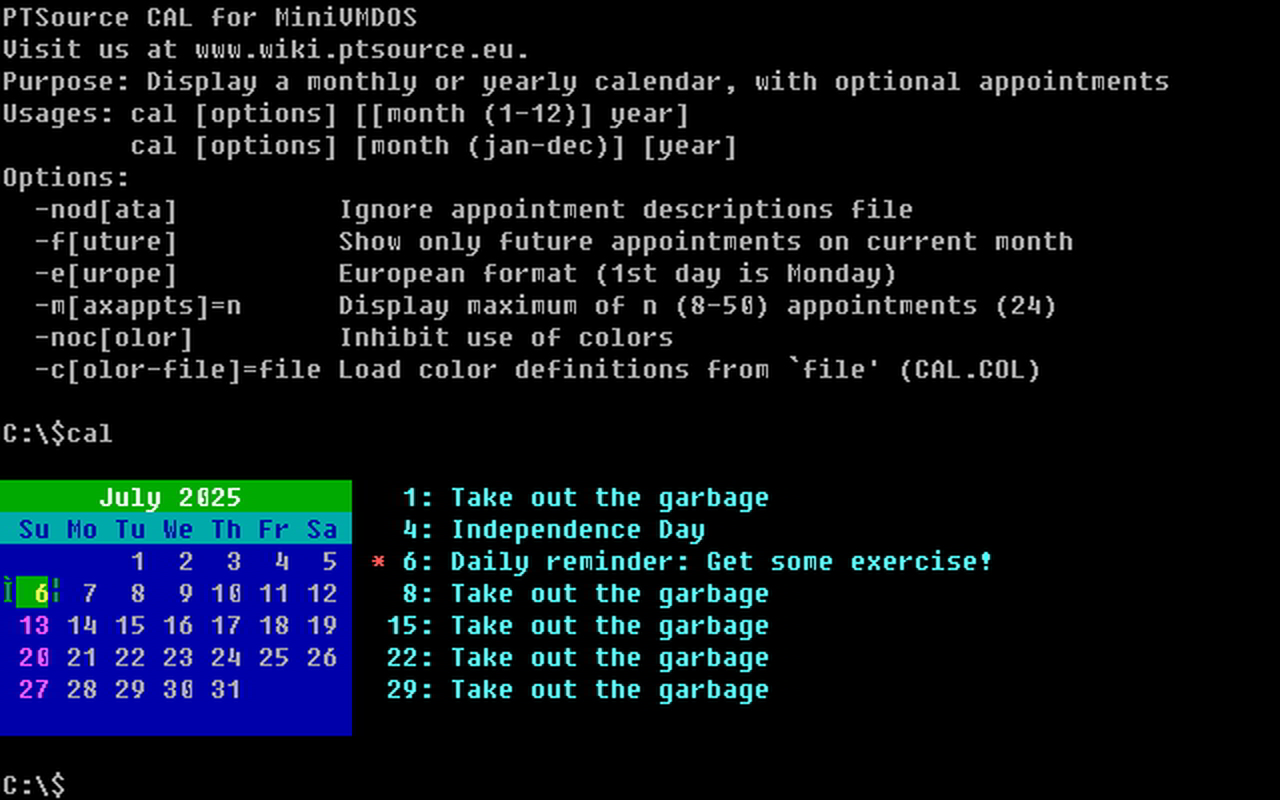 PTSource CAL for MiniVMDOS
Visit us at www.wiki.ptsource.eu.
Purpose: Display a monthly or yearly calendar, with optional appointments
Usages: cal [options] [[month (1-12)] year]
        cal [options] [month (jan-dec)] [year]
Options:
  -nod[ata]          Ignore appointment descriptions file
  -f[uture]          Show only future appointments on current month
  -e[urope]          European format (1st day is Monday)
  -m[axappts]=n      Display maximum of n (8-50) appointments (24)
  -noc[olor]         Inhibit use of colors
  -c[olor-file]=file Load color definitions from `file' (CAL.COL)
C:\$cal
      July 2025          1: Take out the garbage
 Su Mo Tu We Th Fr Sa    4: Independence Day
        1  2  3  4  5  * 6: Daily reminder: Get some exercise!
Ì 6¦ 7  8  9 10 11 12    8: Take out the garbage
 13 14 15 16 17 18 19   15: Take out the garbage
 20 21 22 23 24 25 26   22: Take out the garbage
 27 28 29 30 31         29: Take out the garbage
C:\$